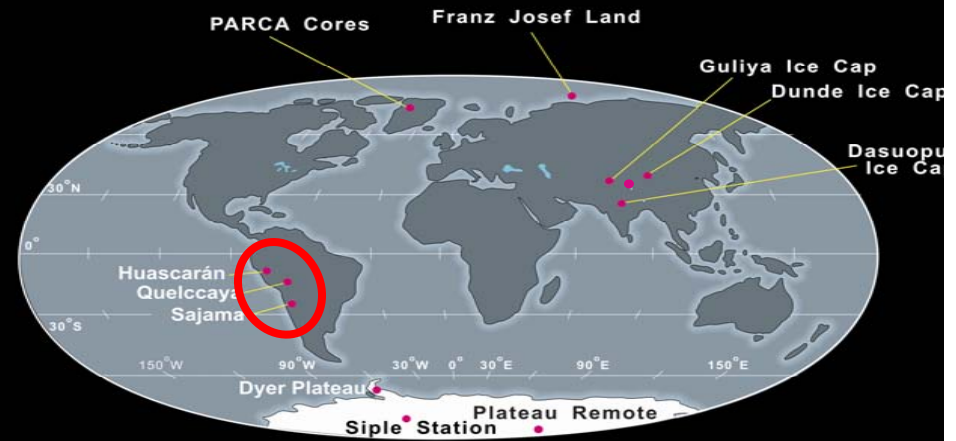 PARCA Cores
Franz Josef Land
Guliya Ice Cap
Dunde Ice Cap
Dasuopu
Ice Ca
30°N
0°
Huascarán
Quelccaya
Sajama
30°S
150°W 90°W 30°W 0° 30°E 90°E 150°E
Dyer Plateau
Plateau Remote
Siple Station